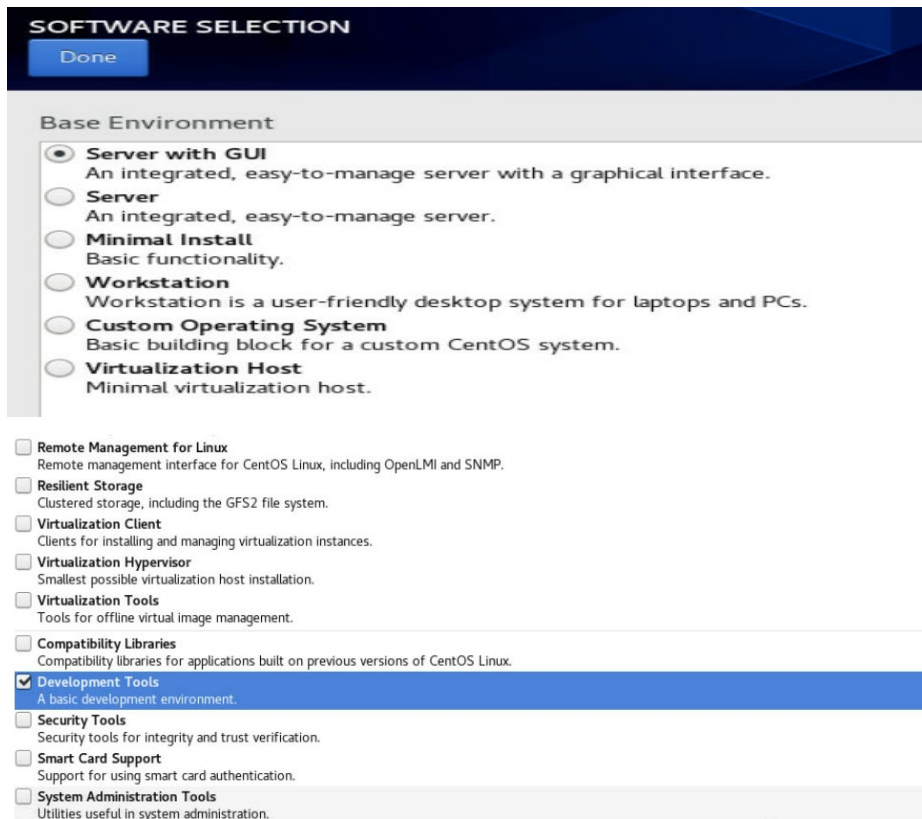 SOFTWARE SELECTION
Done
Base Environment
Server with GUI
An integrated, easy-to-manage server with a graphical interface.
Server
An integrated, easy-to-manage server.
Minimal Install
Basic functionality.
Workstation
Workstation is a user-friendly desktop system for laptops and PCs.
Custom Operating System
Basic building block for a custom CentOS system.
Virtualization Host
Minimal virtualization host.
Remote Management for Linux
Remote management interface for CentOS Linux, including OpenLMI and SNMP.
Resilient Storage
Clustered storage, including the GFS2 file system.
Virtualization Client
Clients for installing and managing virtualization instances.
Virtualization Hypervisor
Smallest possible virtualization host installation.
Virtualization Tools
Tools for offline virtual image management.
Compatibility Libraries
Compatibility libraries for applications built on previous versions of CentOS Linux.
Development Tools
A basic development environment.
Security Tools
Security tools for integrity and trust verification.
Smart Card Support
Support for using smart card authentication.
System Administration Tools
Utilities useful in system administration.